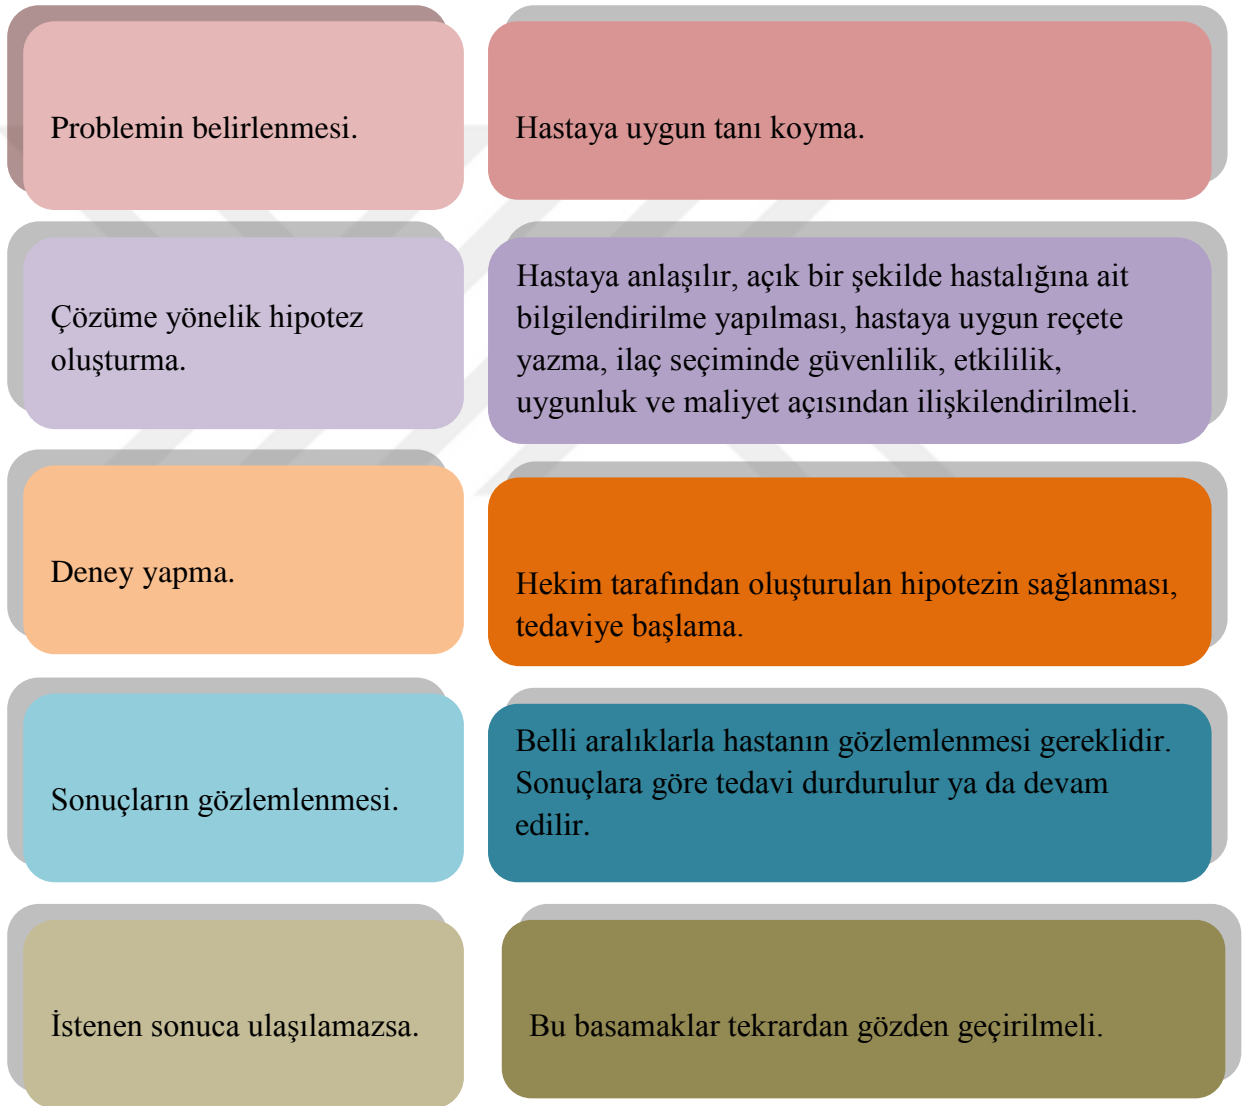 Problemin belirlenmesi.
Hastaya uygun tanı koyma.
Çözüme yönelik hipotez
oluşturma.
Hastaya anlaşılır, açık bir şekilde hastalığına ait
bilgilendirilme yapılması, hastaya uygun reçete
yazma, ilaç seçiminde güvenlilik, etkililik,
uygunluk ve maliyet açısından ilişkilendirilmeli.
Deney yapma.
Hekim tarafından oluşturulan hipotezin sağlanması,
tedaviye başlama.
Sonuçların gözlemlenmesi.
Belli aralıklarla hastanın gözlemlenmesi gereklidir.
Sonuçlara göre tedavi durdurulur ya da devam
edilir.
İstenen sonuca ulaşılamazsa.
Bu basamaklar tekrardan gözden geçirilmeli.